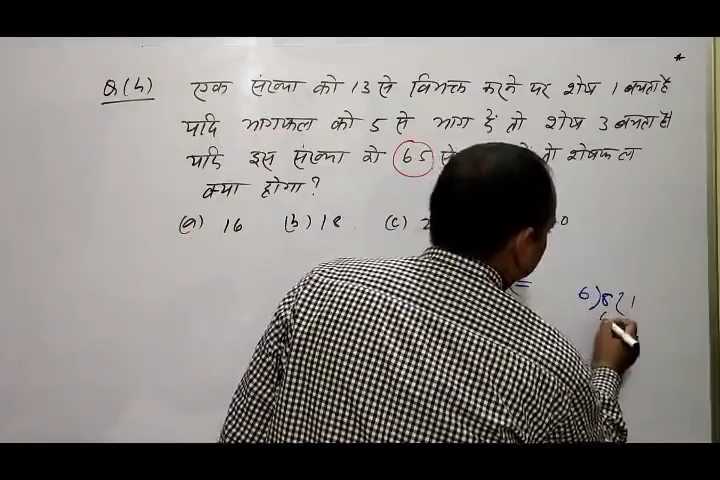 Q(4) एक संख्या को 13 से विभक्त करने पर शेष 1 बचता है
यदि भागफल को 5 से भाग दें तो शेष 3 बचता है।
यदि इस संख्या को 65 से तो शेषफल
क्या होगा?
(a) 16 (b) 18 (c) 2
6)8(1